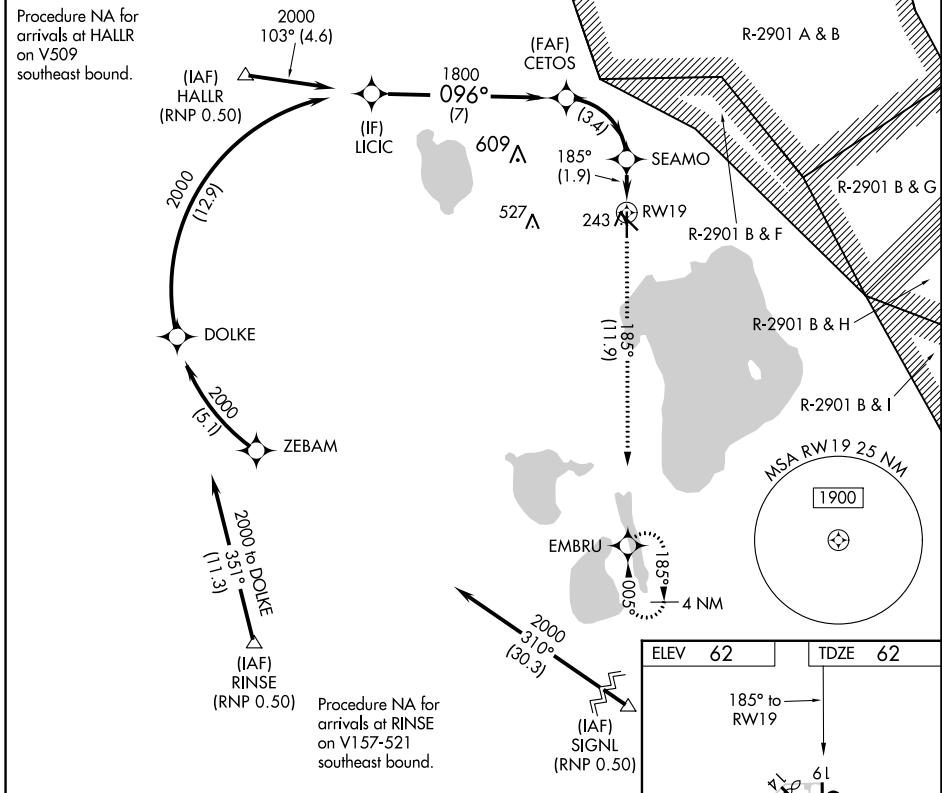 Procedure NA for
arrivals at HALLR
on V509
southeast bound.
2000
103° (4.6)
(IAF)
HALLR
(RNP 0.50)
(IF)
LICIC
1800
096°
(7)
(FAF)
CETOS
(3.4)
R-2901 A & B
609
185°
(1.9)
SEAMO
527
243
RW19
R-2901 B & G
R-2901 B & F
2000
(12.9)
185°
(11.9)
R-2901 B & H
DOLKE
2000
(5.1)
R-2901 B & I
ZEBAM
MSA RW19 25 NM
1900
2000 to DOLKE
351°
(11.3)
EMBRU
185°
005°
4 NM
2000
310°
(30.3)
(IAF)
RINSE
(RNP 0.50)
Procedure NA for
arrivals at RINSE
on V157-521
southeast bound.
(IAF)
SIGNL
(RNP 0.50)
ELEV 62
TDZE 62
185° to
RW19
19
14